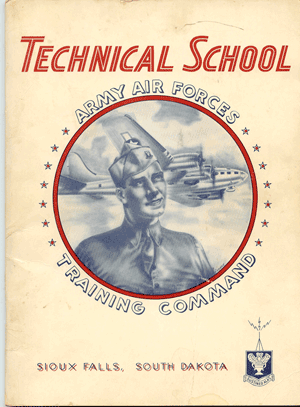 TECHNICAL SCHOOL
ARMY AIR FORCES
TRAINING COMMAND
SIOUX FALLS, SOUTH DAKOTA